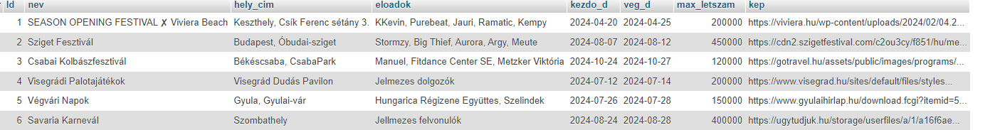 Id nev hely_cim eloadok kezdo_d veg_d max_letszam kep
1 SEASON OPENING FESTIVAL ✗ Viviera Beach Keszthely, Csík Ferenc sétány 3. KKevin, Purebeat, Jauri, Ramatic, Kempy 2024-04-20 2024-04-25 200000 https://viviera.hu/wp-content/uploads/2024/02/04.2...
2 Sziget Fesztivál Budapest, Óbudai-sziget Stormzy, Big Thief, Aurora, Argy, Meute 2024-08-07 2024-08-12 450000 https://cdn2.szigetfestival.com/c2ou3cy/f851/hu/me...
3 Csabai Kolbászfesztivál Békéscsaba, CsabaPark Manuel, Fitdance Center SE, Metzker Viktória 2024-10-24 2024-10-27 120000 https://gotravel.hu/assets/public/images/programs/...
4 Visegrádi Palotajátékok Visegrád Dudás Pavilon Jelmezes dolgozók 2024-07-12 2024-07-14 200000 https://www.visegrad.hu/sites/default/files/styles...
5 Végvári Napok Gyula, Gyulai-vár Hungarica Régizene Együttes, Szelindek 2024-07-26 2024-07-28 150000 https://www.gyulaihirlap.hu/download.fcgi?itemid=5...
6 Savaria Karnevál Szombathely Jellmezes felvonulók 2024-08-24 2024-08-28 400000 https://ugytudjuk.hu/storage/userfiles/a/1/a16f6ae...